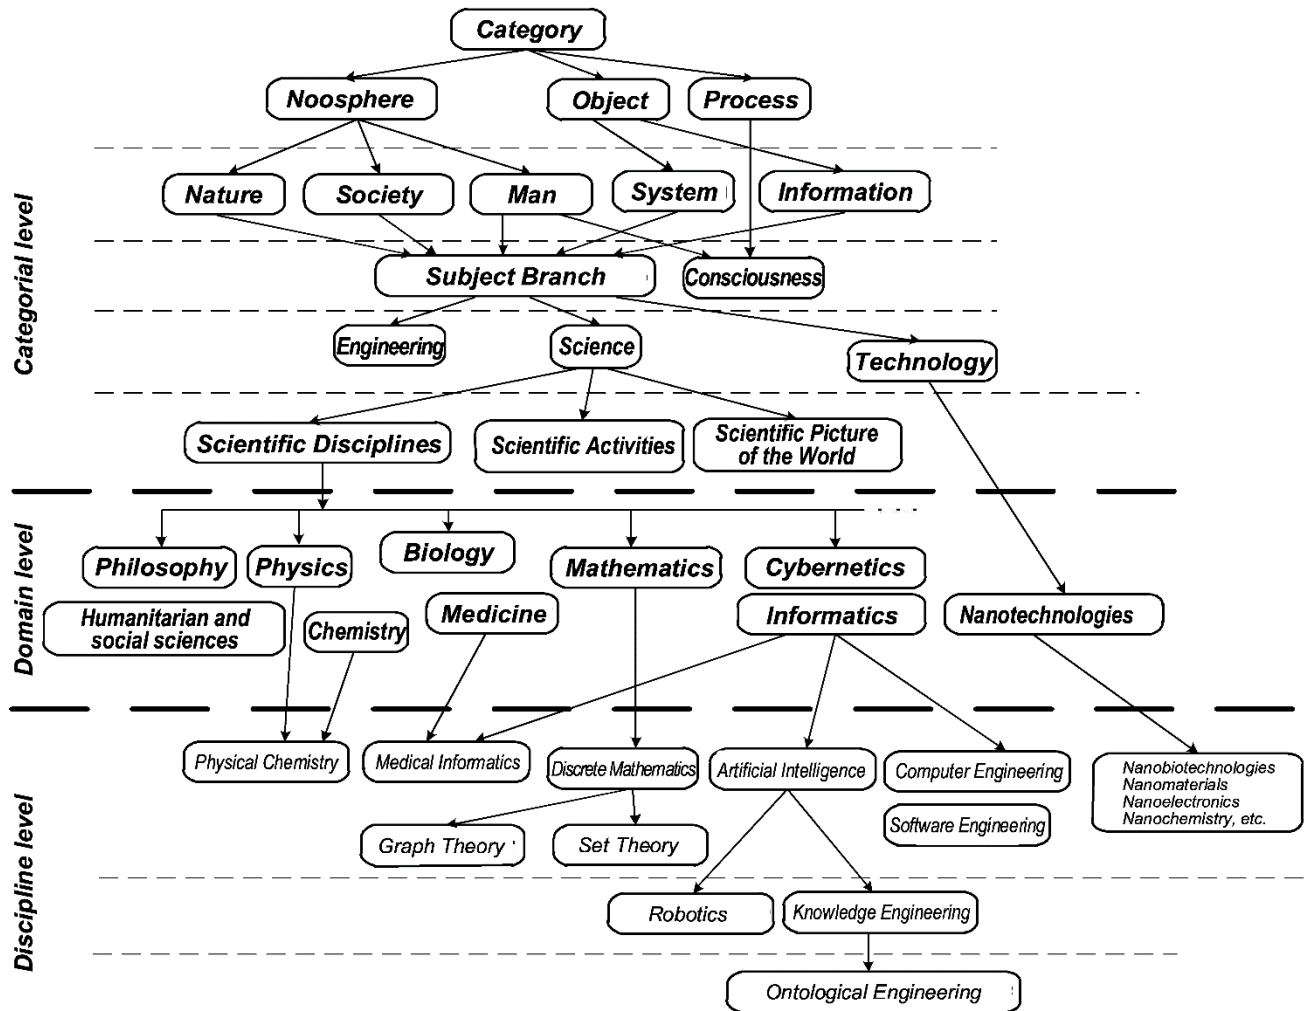 Category
Noosphere
Object
Process
Categorial level
Nature
Society
Man
System
Information
Subject Branch
Consciousness
Engineering
Science
Technology
Scientific Disciplines
Scientific Activities
Scientific Picture
of the World
Domain level
Philosophy
Physics
Biology
Mathematics
Cybernetics
Humanitarian and
social sciences
Chemistry
Medicine
Informatics
Nanotechnologies
Discipline level
Physical Chemistry
Medical Informatics
Discrete Mathematics
Artificial Intelligence
Computer Engineering
Nanobiotechnologies
Nanomaterials
Nanoelectronics
Nanochemistry, etc.
Software Engineering
Graph Theory
Set Theory
Robotics
Knowledge Engineering
Ontological Engineering